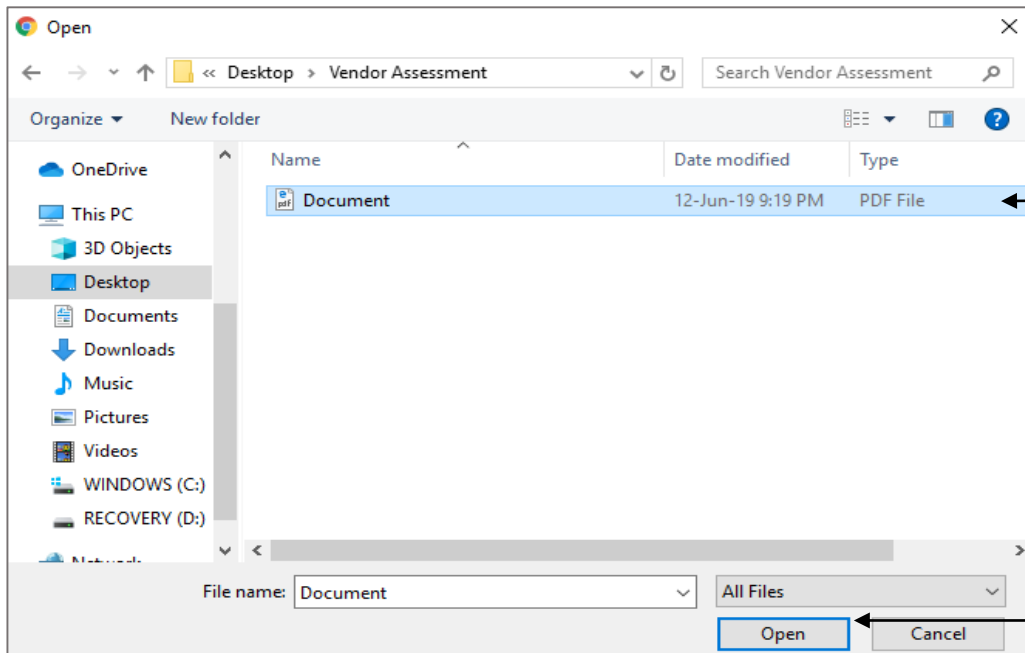 Open
« Desktop > Vendor Assessment
Search Vendor Assessment
Organize
New folder
Name
Date modified
Type
Document
12-Jun-19 9:19 PM
PDF File
OneDrive
This PC
3D Objects
Desktop
Documents
Downloads
Music
Pictures
Videos
WINDOWS (C:)
RECOVERY (D:)
Network
File name:
Document
All Files
Open
Cancel